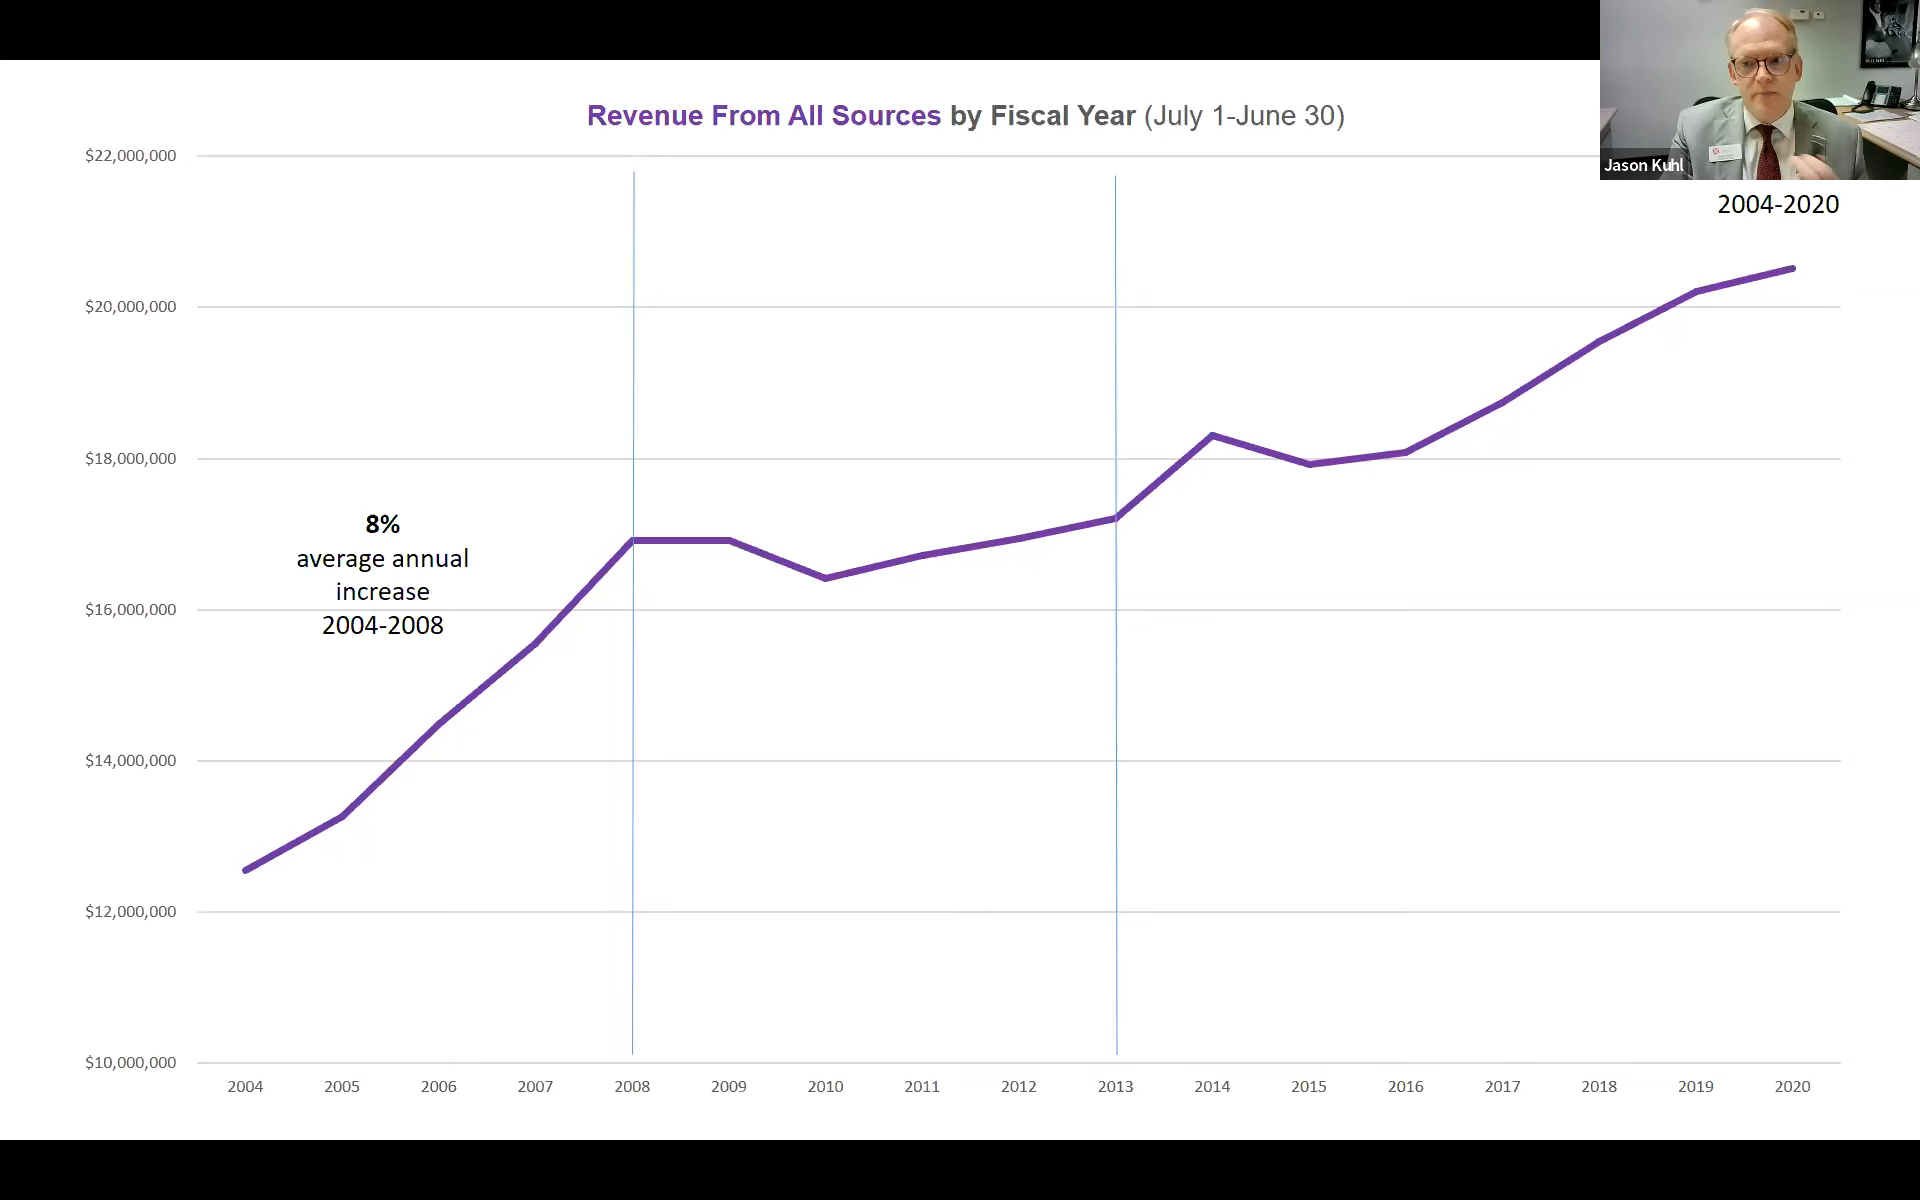 Revenue From All Sources by Fiscal Year (July 1-June 30)
Jason Kuhl
2004-2020
$22,000,000
$20,000,000
$18,000,000
$16,000,000
$14,000,000
$12,000,000
$10,000,000
8%
average annual
increase
2004-2008
2004 2005 2006 2007 2008 2009 2010 2011 2012 2013 2014 2015 2016 2017 2018 2019 2020